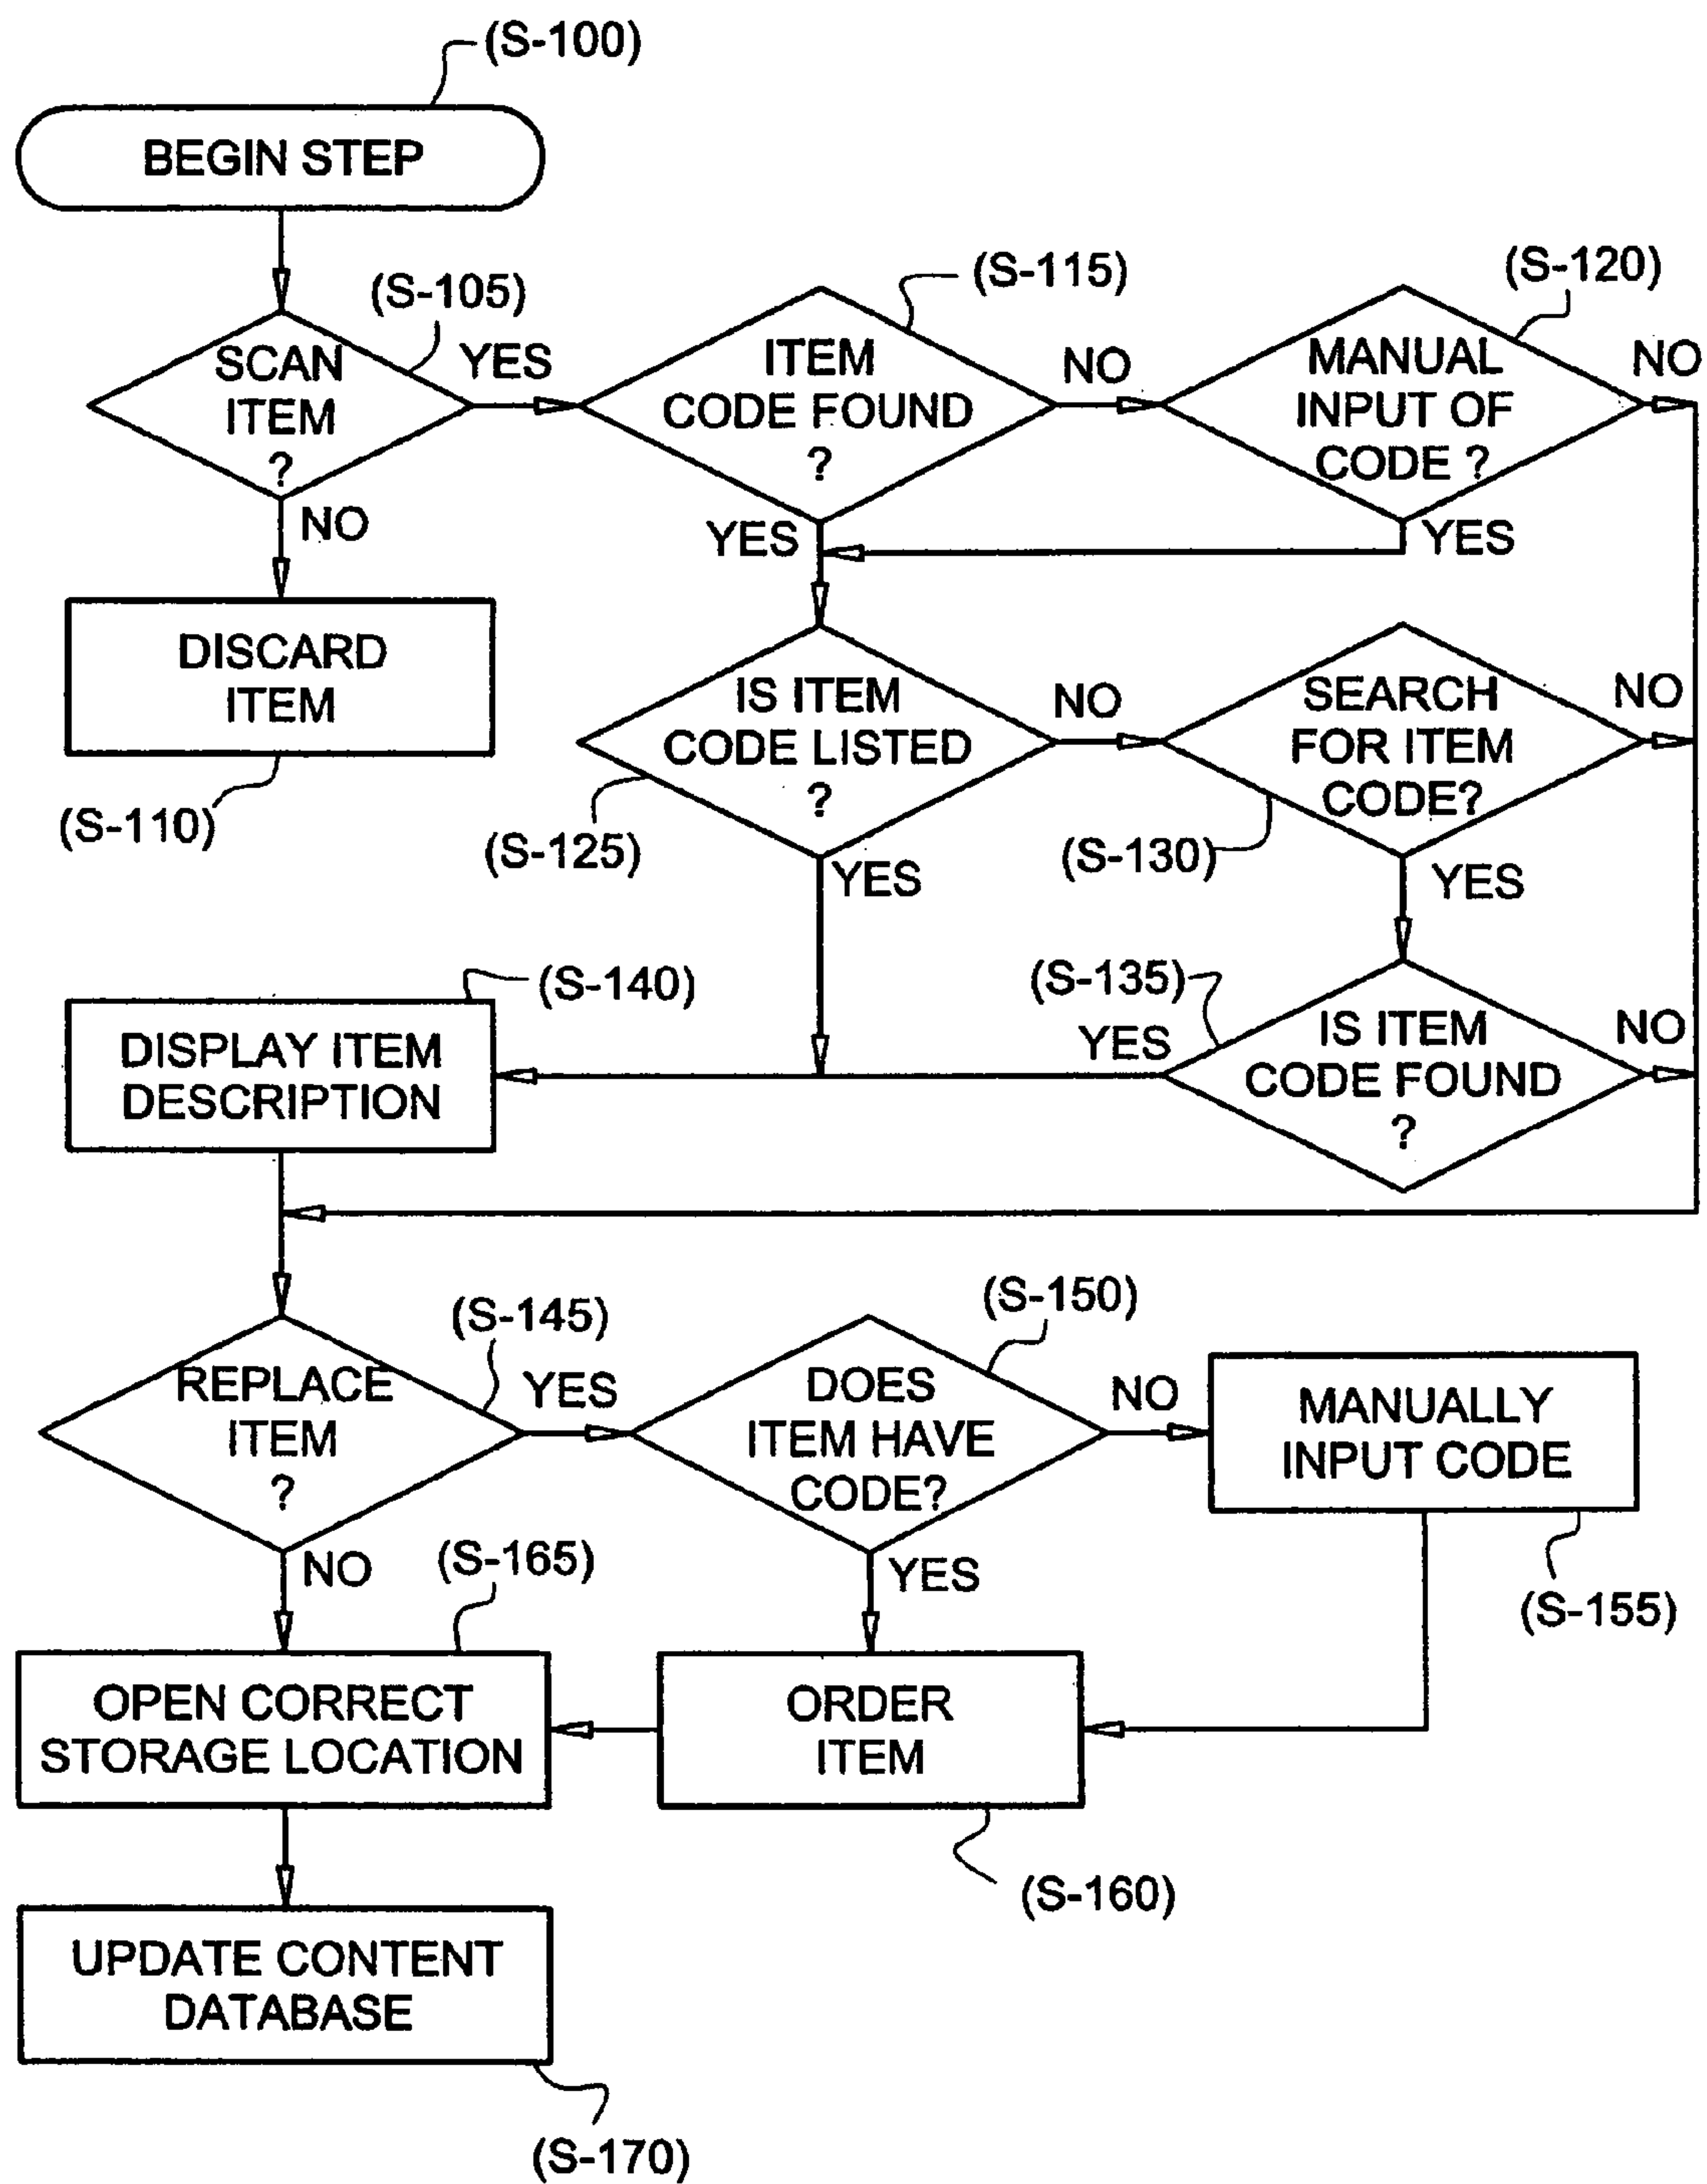 (S-100)
BEGIN STEP
(S-105)
SCAN
ITEM
?
YES
NO
(S-115)
ITEM
CODE FOUND
?
NO
YES
(S-120)
MANUAL
INPUT OF
CODE ?
NO
YES
DISCARD
ITEM
(S-110)
IS ITEM
CODE LISTED
?
(S-125)
NO
YES
SEARCH
FOR ITEM
CODE?
(S-130)
NO
YES
(S-135)
IS ITEM
CODE FOUND
?
YES
NO
(S-140)
DISPLAY ITEM
DESCRIPTION
(S-145)
REPLACE
ITEM
?
YES
NO
(S-150)
DOES
ITEM HAVE
CODE?
NO
YES
MANUALLY
INPUT CODE
(S-155)
(S-165)
OPEN CORRECT
STORAGE LOCATION
ORDER
ITEM
(S-160)
UPDATE CONTENT
DATABASE
(S-170)